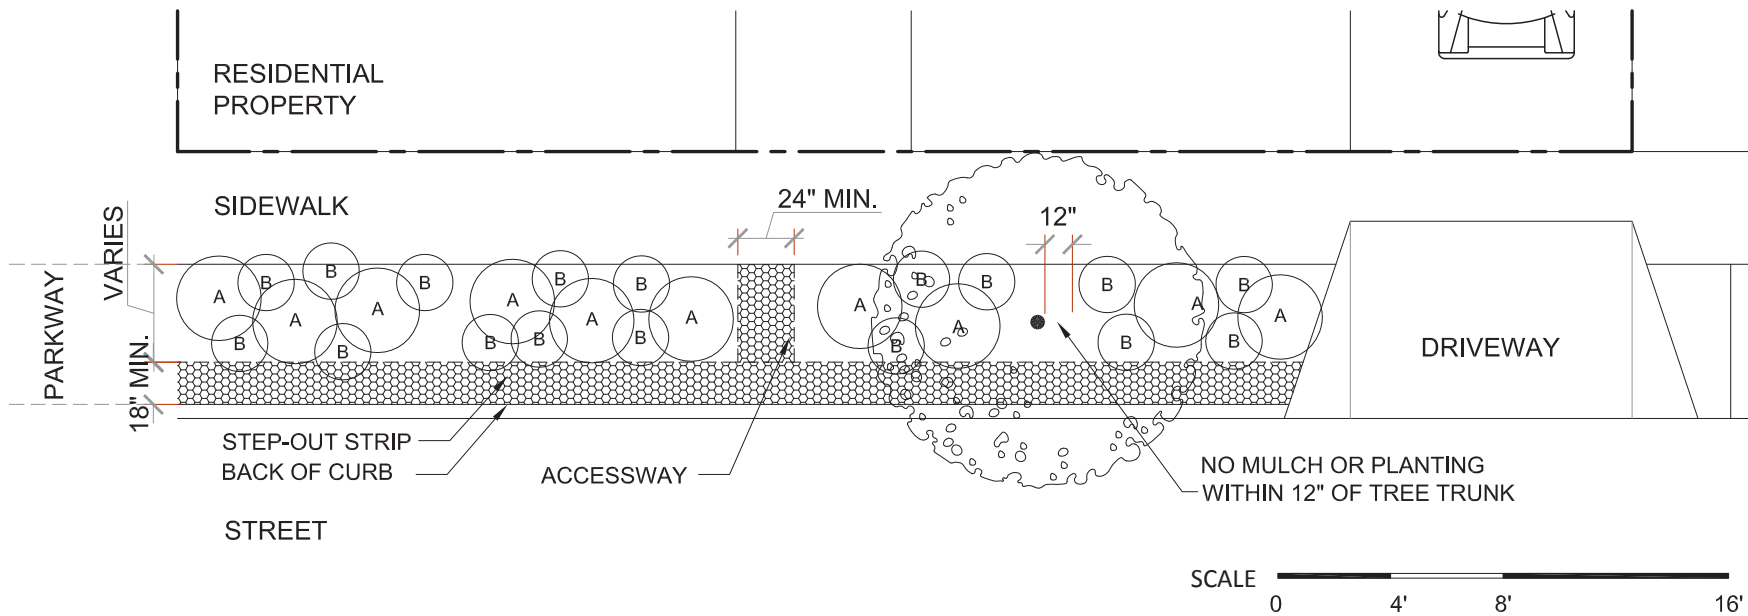 RESIDENTIAL
PROPERTY
SIDEWALK
24" MIN.
12"
VARIES
PARKWAY
18" MIN.
A
B
B
A
A
B
B
B
A
B
A
B
A
B
B
B
A
B
B
A
B
B
A
B
A
B
B
A
DRIVEWAY
STEP-OUT STRIP
BACK OF CURB
ACCESSWAY
NO MULCH OR PLANTING
WITHIN 12" OF TREE TRUNK
STREET
SCALE
0 4' 8' 16'